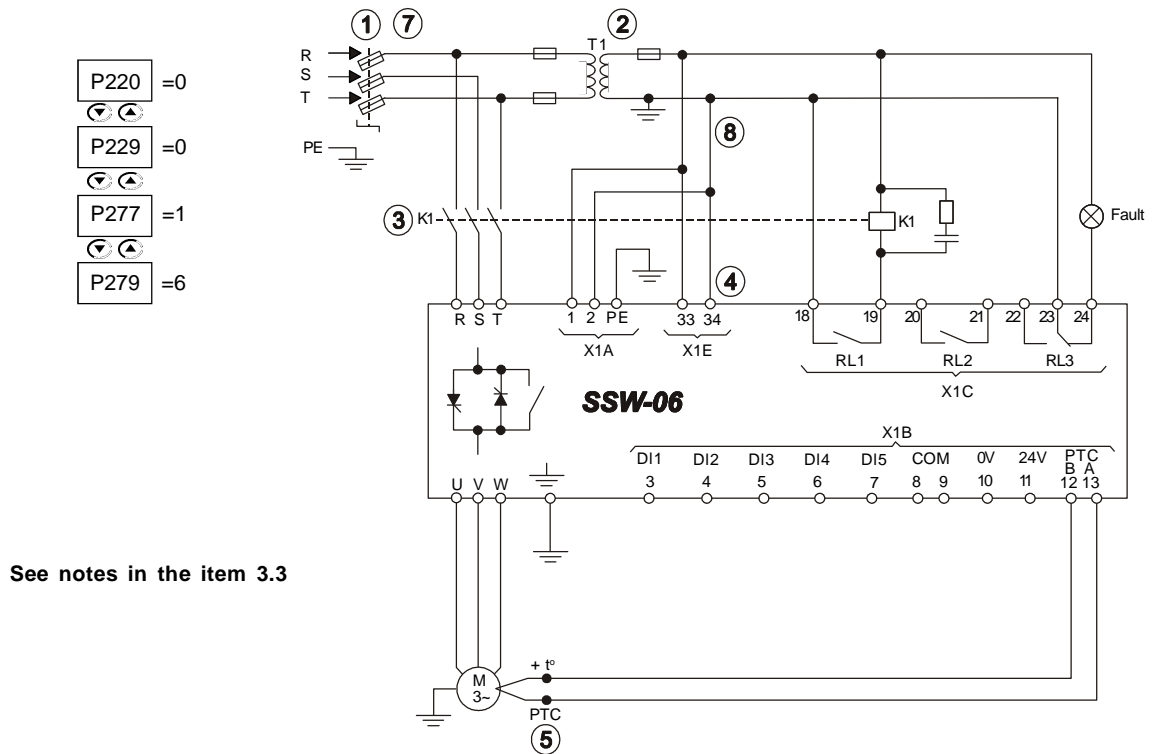 P220 =0
P229 =0
P277 =1
P279 =6
1 7 2
R
S
T
PE
T1
8
3 K1
K1
Fault
4
R S T 1 2 PE 33 34 18 19 20 21 22 23 24
X1A X1E RL1 RL2 RL3
X1C
SSW-06
X1B
DI1 DI2 DI3 DI4 DI5 COM 0V 24V PTC
B A
3 4 5 6 7 8 9 10 11 12 13
U V W
See notes in the item 3.3
M
3~
+ tº
PTC
5